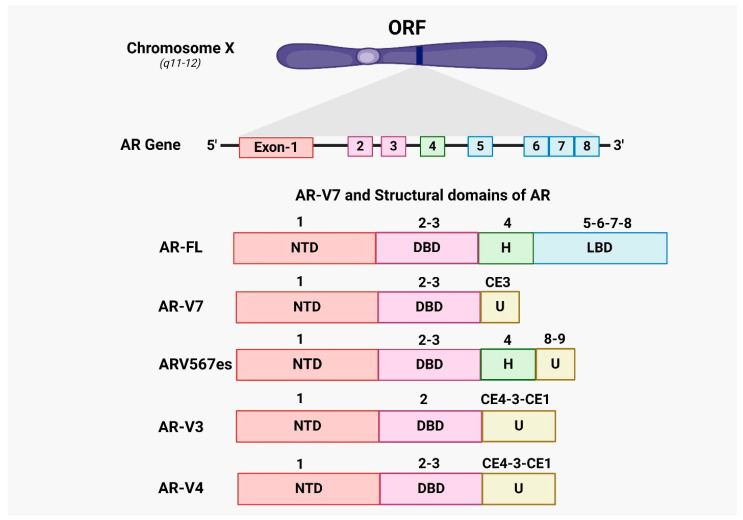 ORF
Chromosome X
(q11-12)
AR Gene 5' Exon-1 2 3 4 5 6 7 8 3'
AR-V7 and Structural domains of AR
1 2-3 4 5-6-7-8
AR-FL NTD DBD H LBD
1 2-3 CE3
AR-V7 NTD DBD U
1 2-3 4 8-9
ARV567es NTD DBD H U
1 2 CE4-3-CE1
AR-V3 NTD DBD U
1 2-3 CE4-3-CE1
AR-V4 NTD DBD U